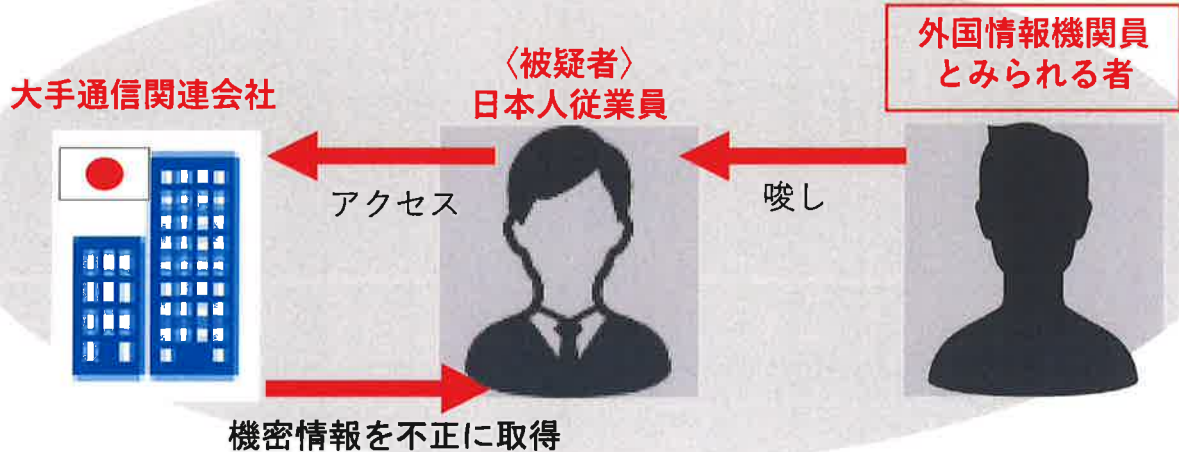 外国情報機関員
とみられる者
〈被疑者〉
日本人従業員
大手通信関連会社
アクセス
唆し
機密情報を不正に取得